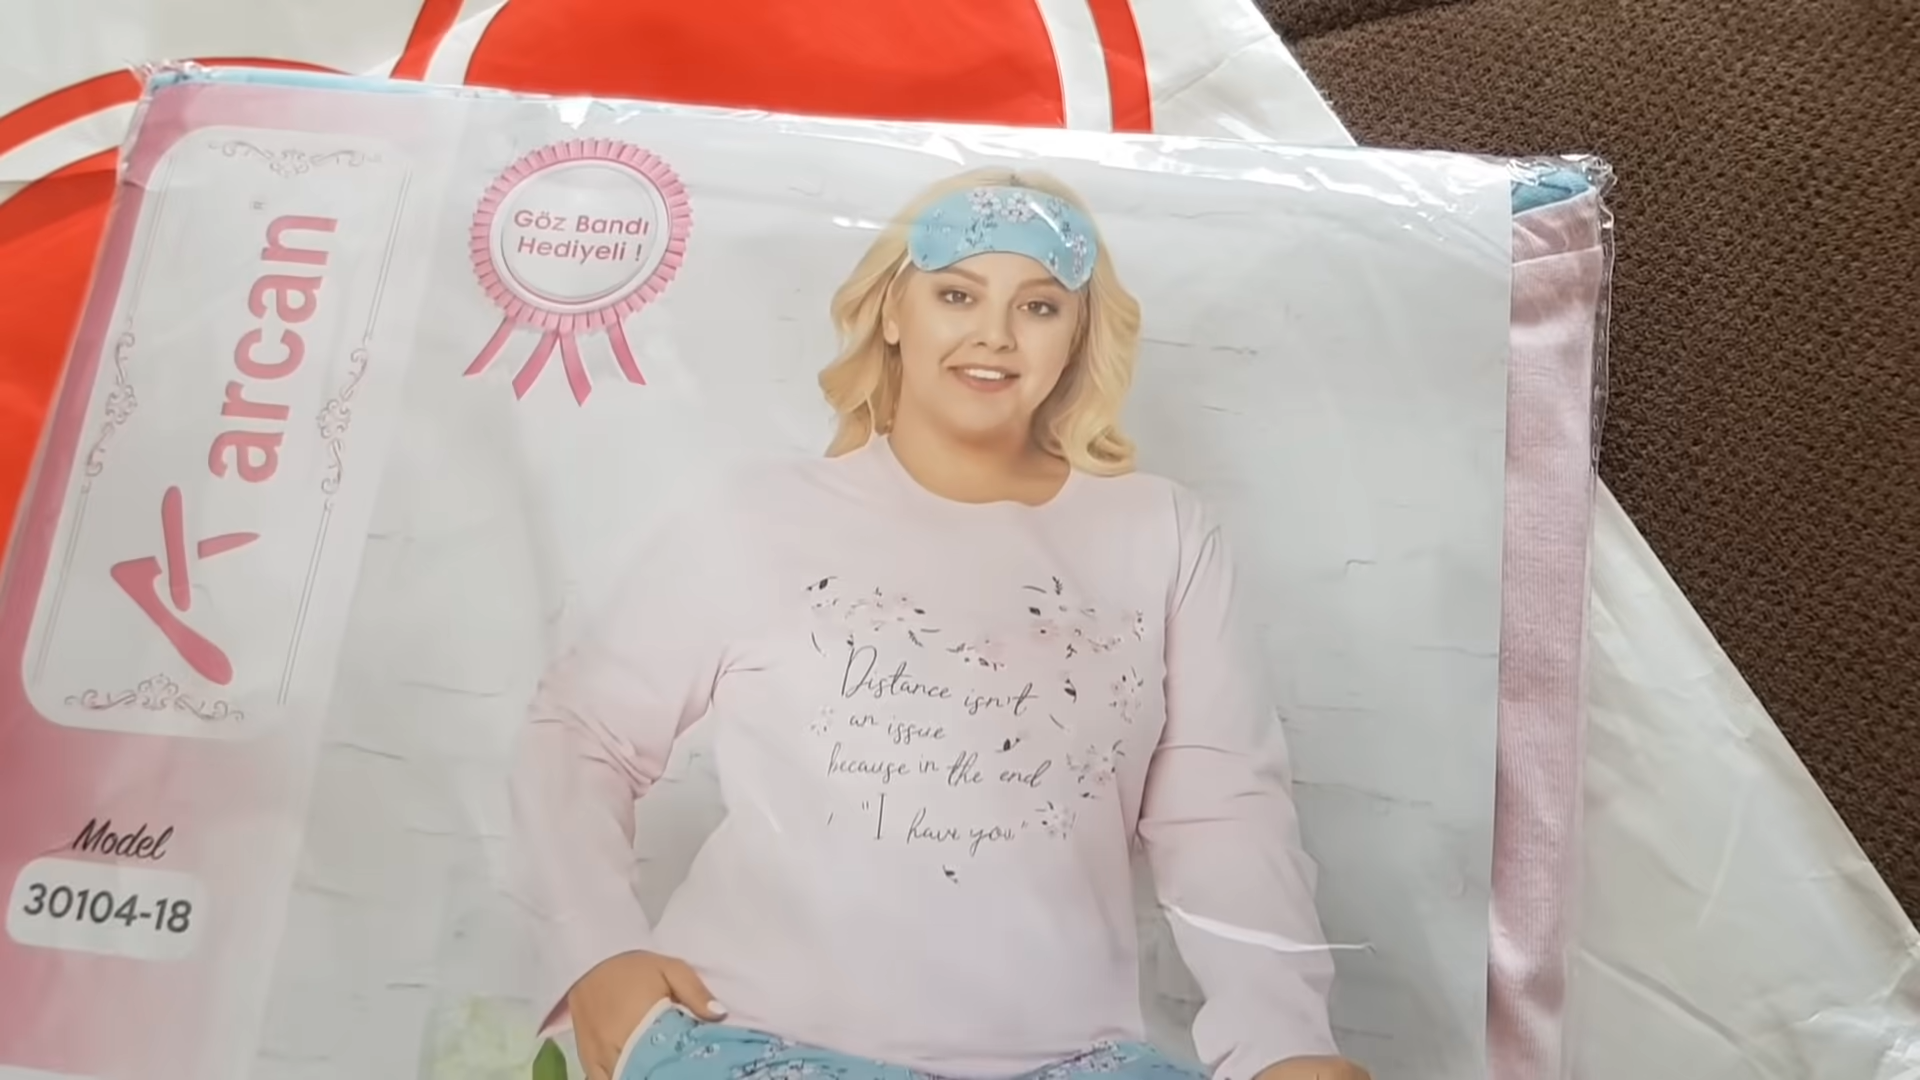 arcan
Göz Bandı
Hediyeli !
Distance isn't
an issue
because in the end
"I have you"
Model
30104-18